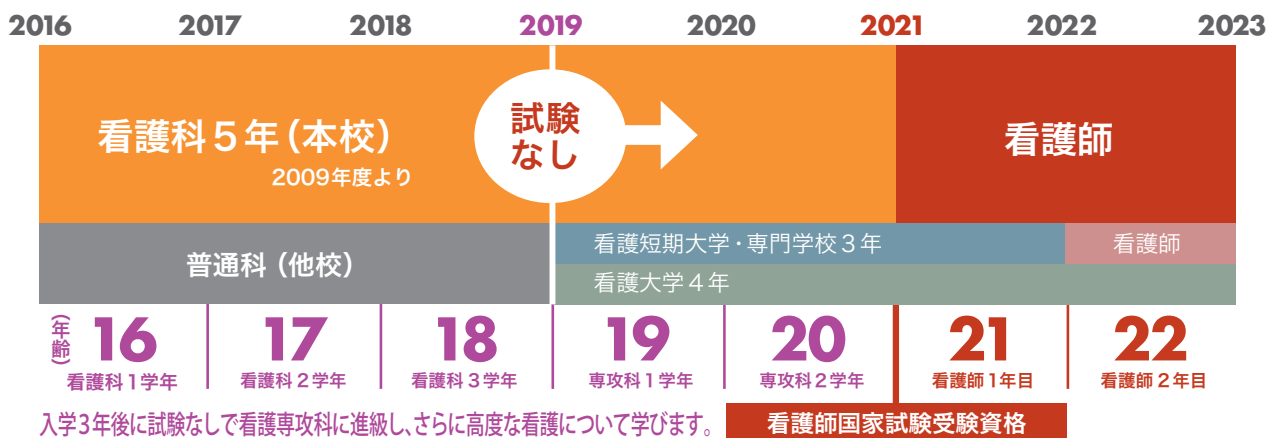 2016 2017 2018 2019 2020 2021 2022 2023
看護科５年（本校）
2009年度より
試験
なし
看護師
普通科（他校）
看護短期大学・専門学校３年
看護師
看護大学４年
（年齢）
16 17 18 19 20 21 22
看護科１学年 看護科２学年 看護科３学年 専攻科１学年 専攻科２学年 看護師１年目 看護師２年目
入学3年後に試験なしで看護専攻科に進級し、さらに高度な看護について学びます。
看護師国家試験受験資格